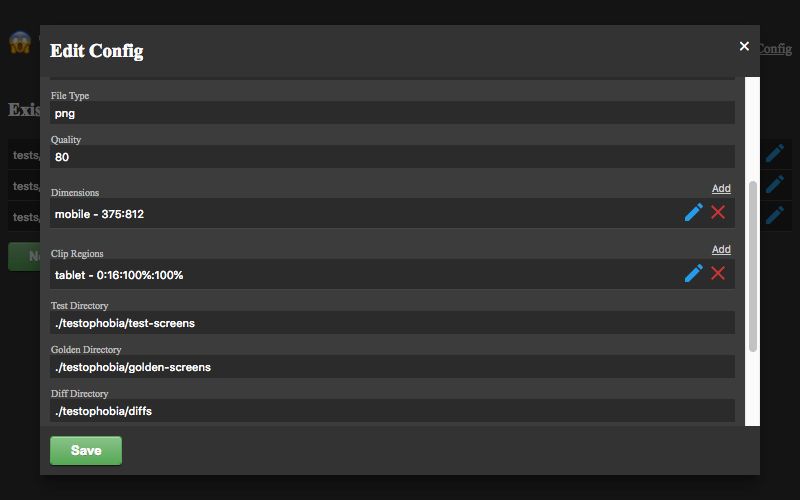 Edit Config
×
Config
Exis
File Type
png
Quality
80
tests,
Dimensions
Add
tests,
mobile - 375:812
tests,
Clip Regions
Add
tablet - 0:16:100%:100%
Test Directory
./testophobia/test-screens
Golden Directory
./testophobia/golden-screens
Diff Directory
./testophobia/diffs
Save